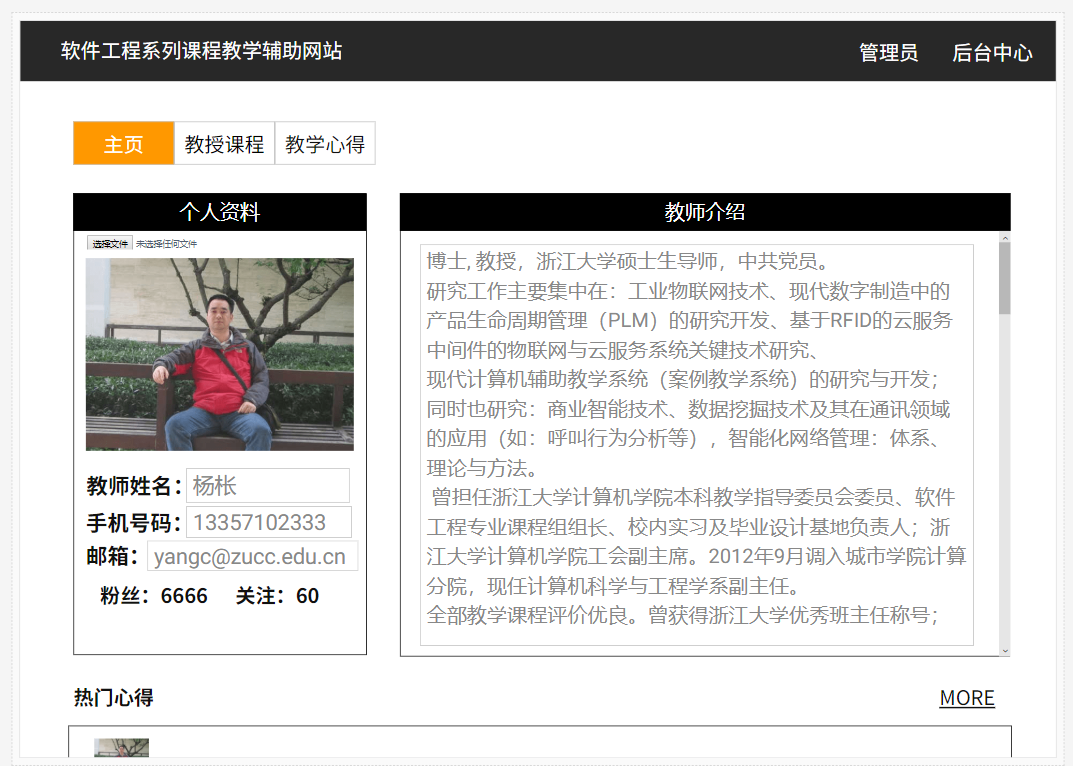 软件工程系列课程教学辅助网站
管理员
后台中心
主页
教授课程
教学心得
个人资料
选择文件 未选择任何文件
教师姓名：杨枨
手机号码：13357102333
邮箱：yangc@zucc.edu.cn
粉丝：6666 关注：60
教师介绍
博士, 教授，浙江大学硕士生导师，中共党员。
研究工作主要集中在：工业物联网技术、现代数字制造中的
产品生命周期管理（PLM）的研究开发、基于RFID的云服务
中间件的物联网与云服务系统关键技术研究、
现代计算机辅助教学系统（案例教学系统）的研究与开发；
同时也研究：商业智能技术、数据挖掘技术及其在通讯领域
的应用（如：呼叫行为分析等），智能化网络管理：体系、
理论与方法。
曾担任浙江大学计算机学院本科教学指导委员会委员、软件
工程专业课程组组长、校内实习及毕业设计基地负责人；浙
江大学计算机学院工会副主席。2012年9月调入城市学院计算
分院，现任计算机科学与工程学系副主任。
全部教学课程评价优良。曾获得浙江大学优秀班主任称号；
热门心得
MORE